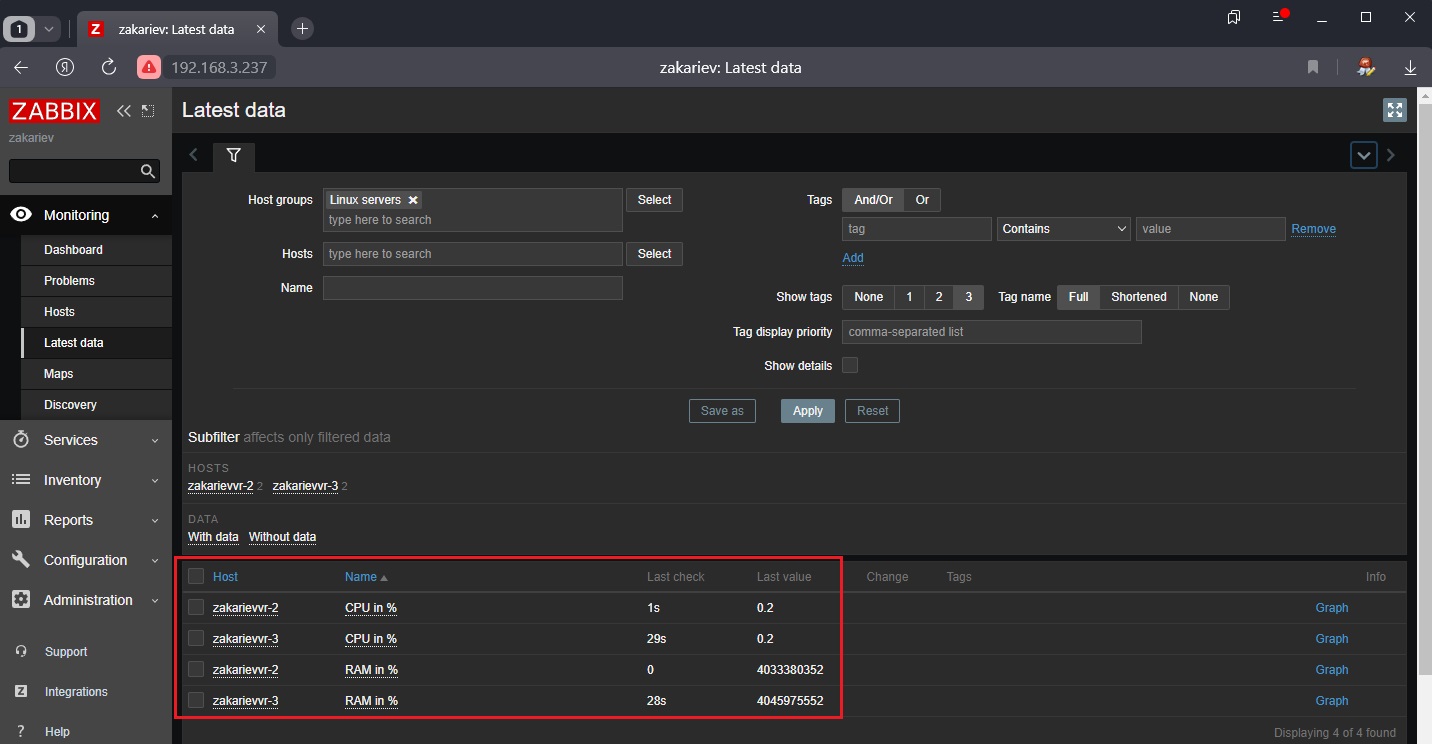 1
zakariev: Latest data
192.168.3.237 zakariev: Latest data
ZABBIX
zakariev
Monitoring
Dashboard
Problems
Hosts
Latest data
Maps
Discovery
Services
Inventory
Reports
Configuration
Administration
Support
Integrations
Help
Latest data
Host groups Linux servers Select
type here to search
Hosts type here to search Select
Name
Tags And/Or Or
tag Contains value Remove
Add
Show tags None 1 2 3 Tag name Full Shortened None
Tag display priority comma-separated list
Show details
Save as Apply Reset
Subfilter affects only filtered data
HOSTS
zakarievvr-2 2 zakarievvr-3 2
DATA
With data Without data
Host Name Last check Last value Change Tags Info
zakarievvr-2 CPU in % 1s 0.2 Graph
zakarievvr-3 CPU in % 29s 0.2 Graph
zakarievvr-2 RAM in % 0 4033380352 Graph
zakarievvr-3 RAM in % 28s 4045975552 Graph
Displaying 4 of 4 found